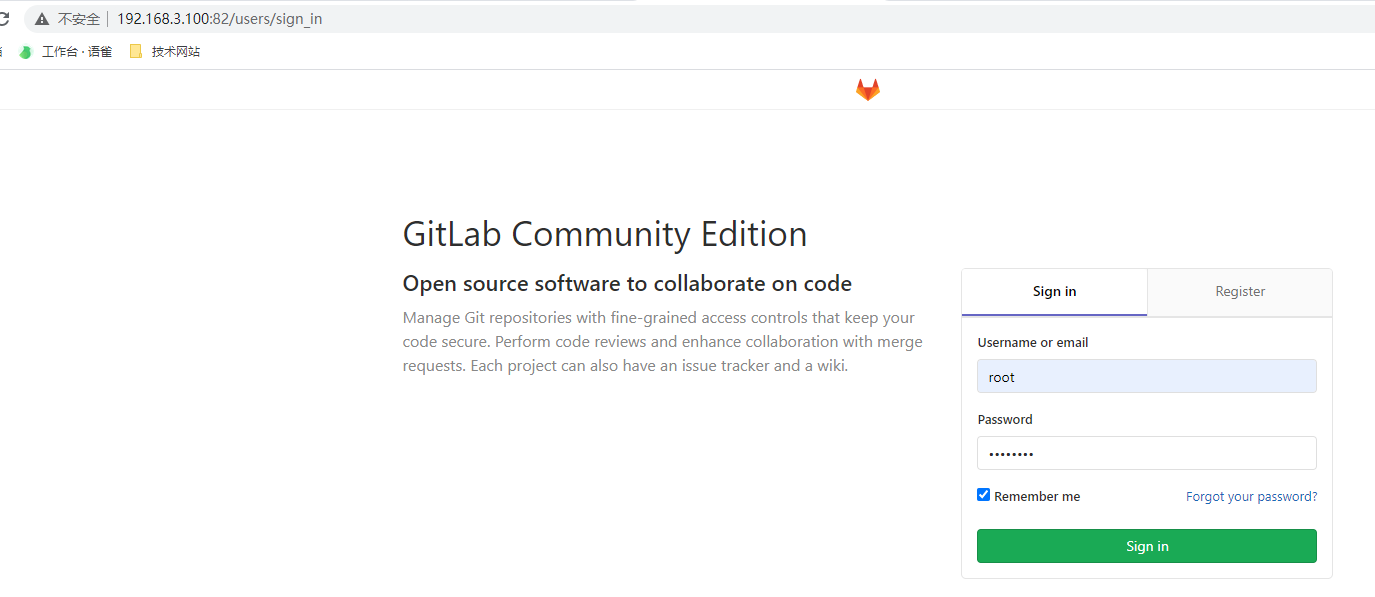 不安全 192.168.3.100:82/users/sign_in
工作台 · 语雀 技术网站
GitLab Community Edition
Open source software to collaborate on code
Manage Git repositories with fine-grained access controls that keep your
code secure. Perform code reviews and enhance collaboration with merge
requests. Each project can also have an issue tracker and a wiki.
Sign in Register
Username or email
root
Password
••••••••
Remember me Forgot your password?
Sign in